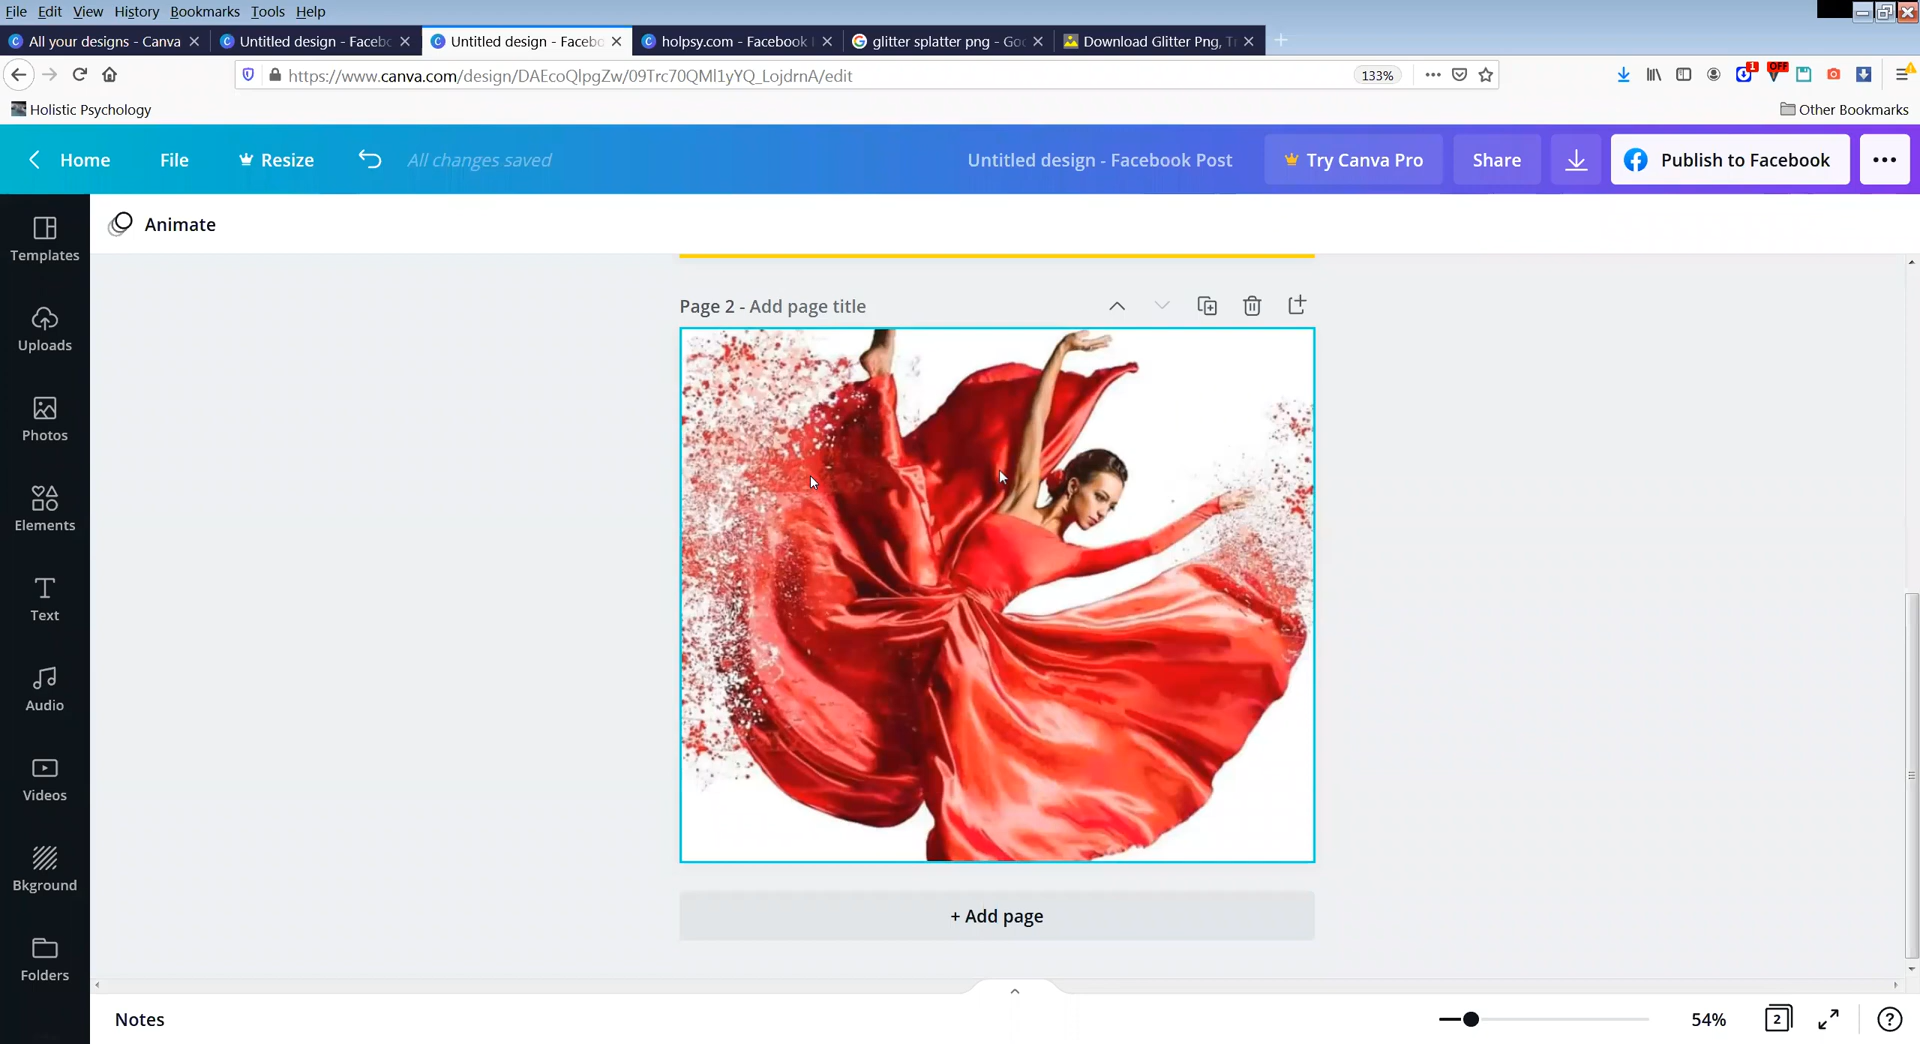 File Edit View History Bookmarks Tools Help
All your designs - Canva
Untitled design - Facebo
Untitled design - Facebo
holpsy.com - Facebook
glitter splatter png - Go
Download Glitter Png, T
https://www.canva.com/design/DAEcoQlpgZw/09Trc70QMl1yYQ_LojdrnA/edit
133%
1
OFF
Holistic Psychology
Other Bookmarks
Home
File
Resize
All changes saved
Untitled design - Facebook Post
Try Canva Pro
Share
Publish to Facebook
Animate
Templates
Uploads
Photos
Elements
Text
Audio
Videos
Bkground
Folders
Page 2 - Add page title
+ Add page
Notes
54%
2
?